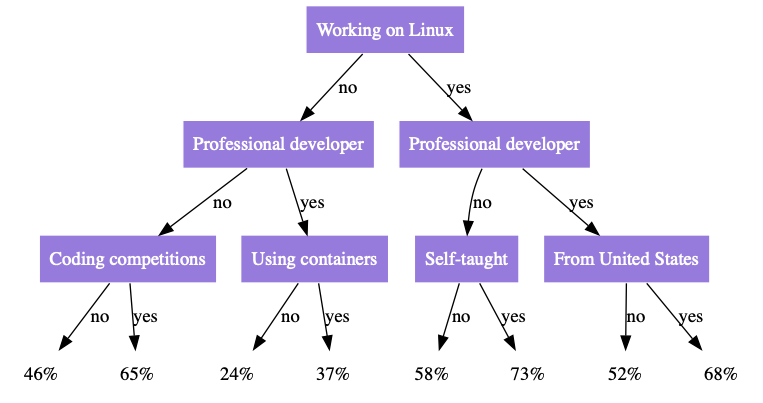 Working on Linux
no
yes
Professional developer
Professional developer
no
yes
no
yes
Coding competitions
Using containers
Self-taught
From United States
no
yes
no
yes
no
yes
no
yes
46%
65%
24%
37%
58%
73%
52%
68%